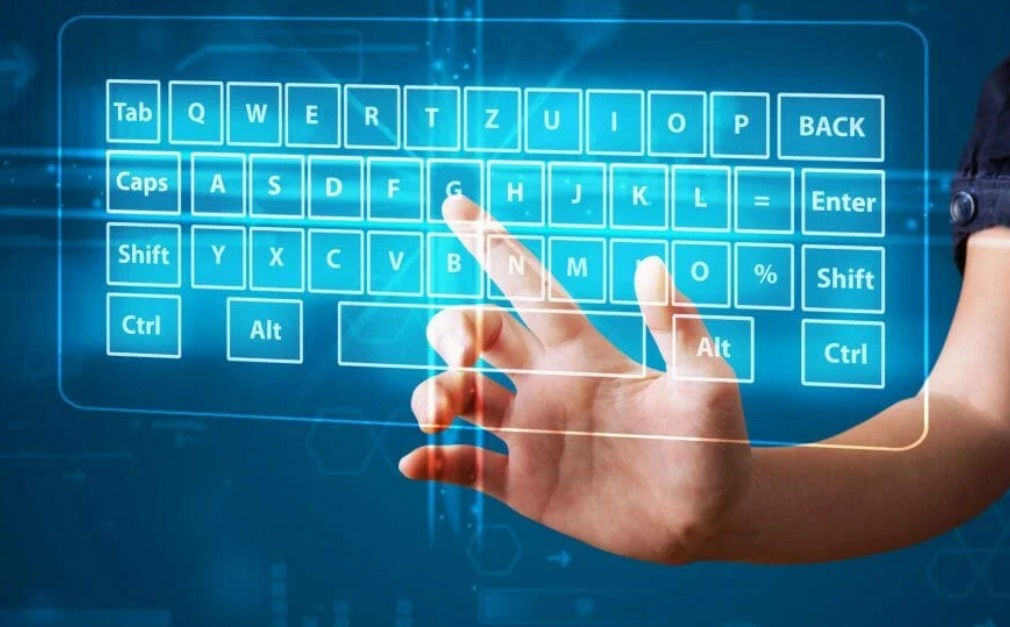 Tab Q W E R T Z U I O P BACK
Caps A S D F G H J K L = Enter
Shift Y X C V B N M O % Shift
Ctrl Alt Alt Ctrl